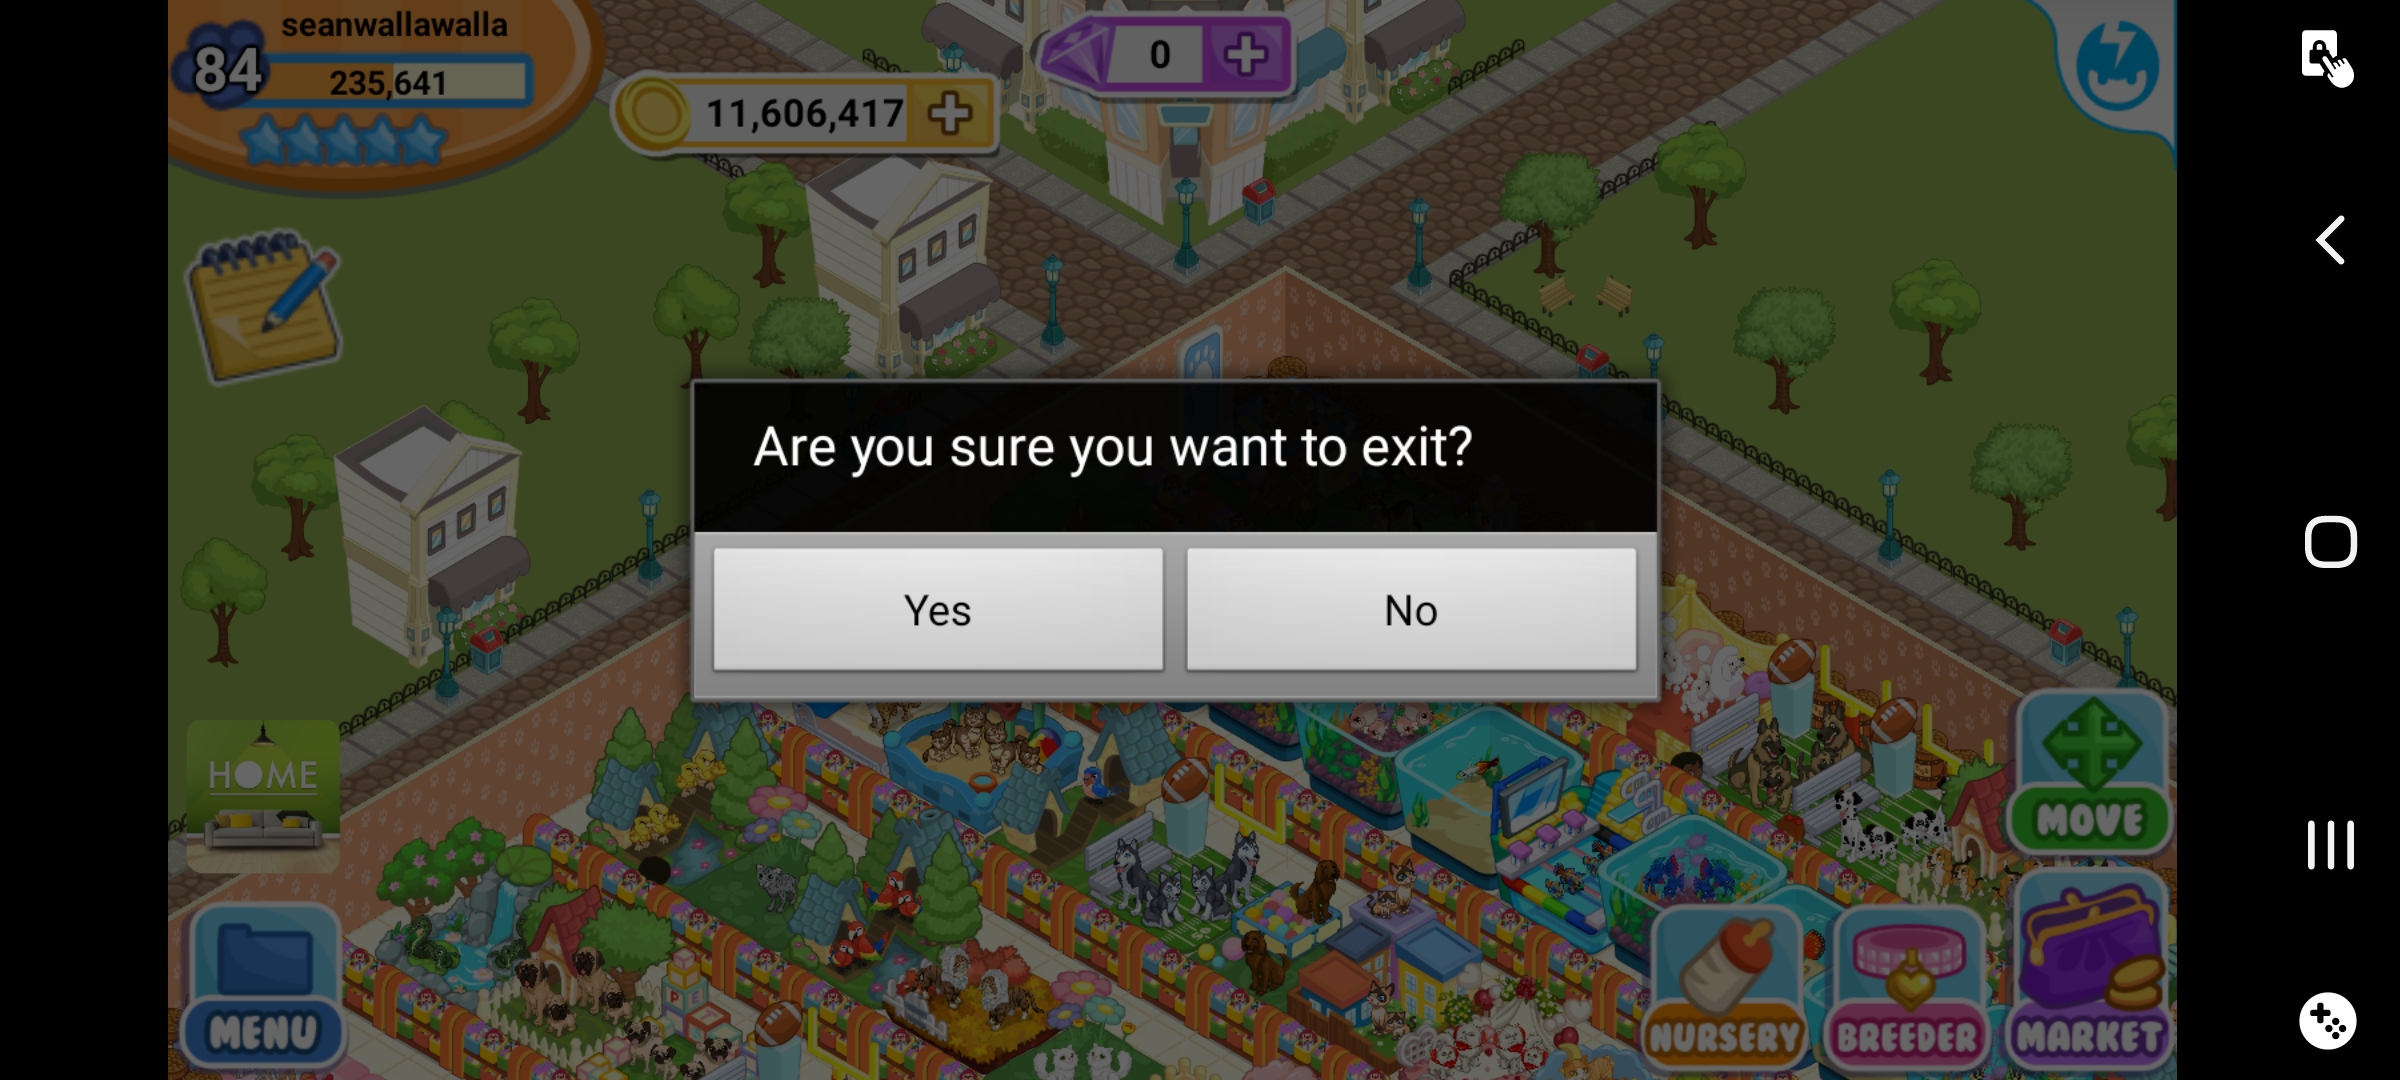 seanwallawalla
84
235,641
11,606,417
0
Are you sure you want to exit?
Yes
No
HOME
MOVE
MENU
NURSERY
BREEDER
MARKET